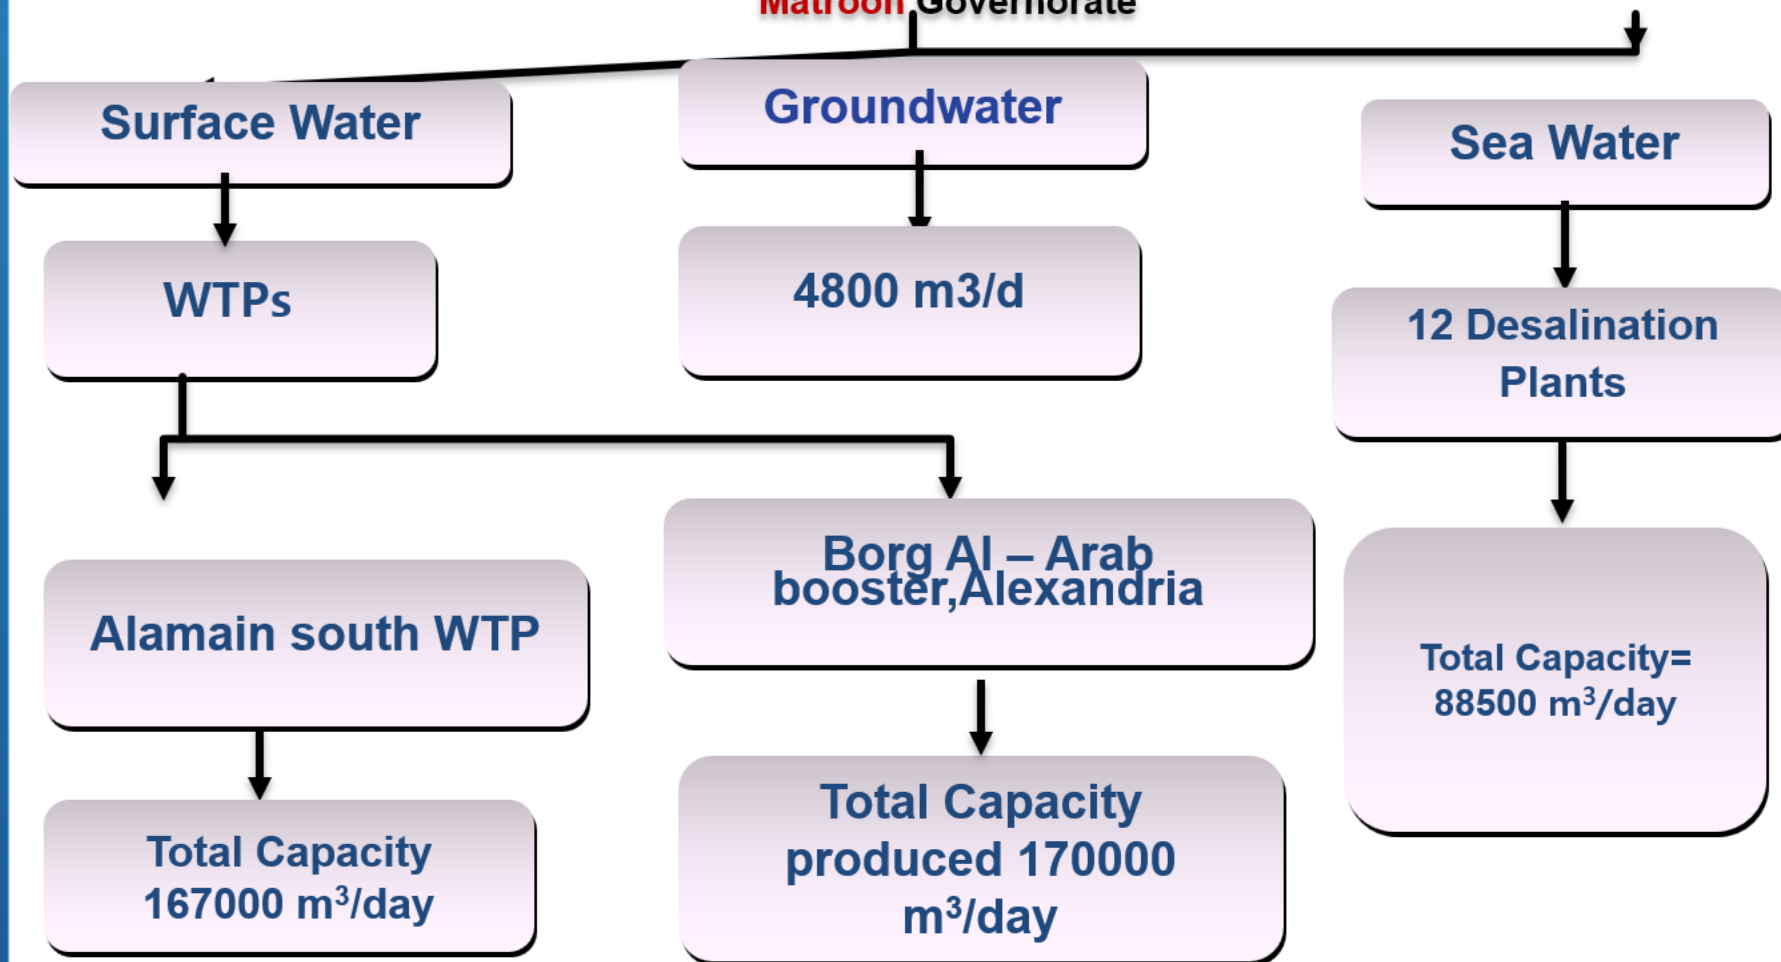 Matrooh Governorate
Surface Water
Groundwater
Sea Water
WTPs
4800 m3/d
12 Desalination
Plants
Alamain south WTP
Borg Al – Arab
booster,Alexandria
Total Capacity=
88500 m³/day
Total Capacity
167000 m³/day
Total Capacity
produced 170000
m³/day